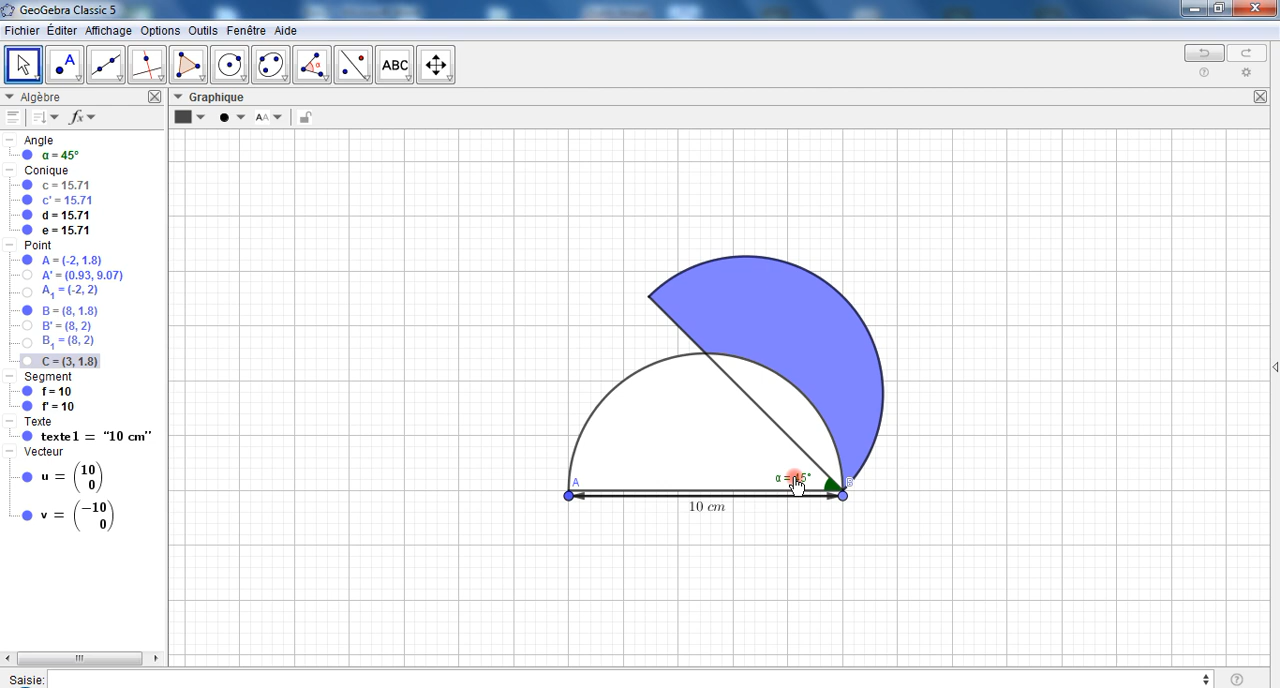 GeoGebra Classic 5
Fichier Éditer Affichage Options Outils Fenêtre Aide
ABC
Algèbre
Graphique
fx
AA
Angle
α = 45°
Conique
c = 15.71
c' = 15.71
d = 15.71
e = 15.71
Point
A = (-2, 1.8)
A' = (0.93, 9.07)
A₁ = (-2, 2)
B = (8, 1.8)
B' = (8, 2)
B₁ = (8, 2)
C = (3, 1.8)
Segment
f = 10
f' = 10
Texte
texte1 = “10 cm”
Vecteur
u = (10 0)
v = (−10 0)
A
α = 45°
B
10 cm
Saisie: